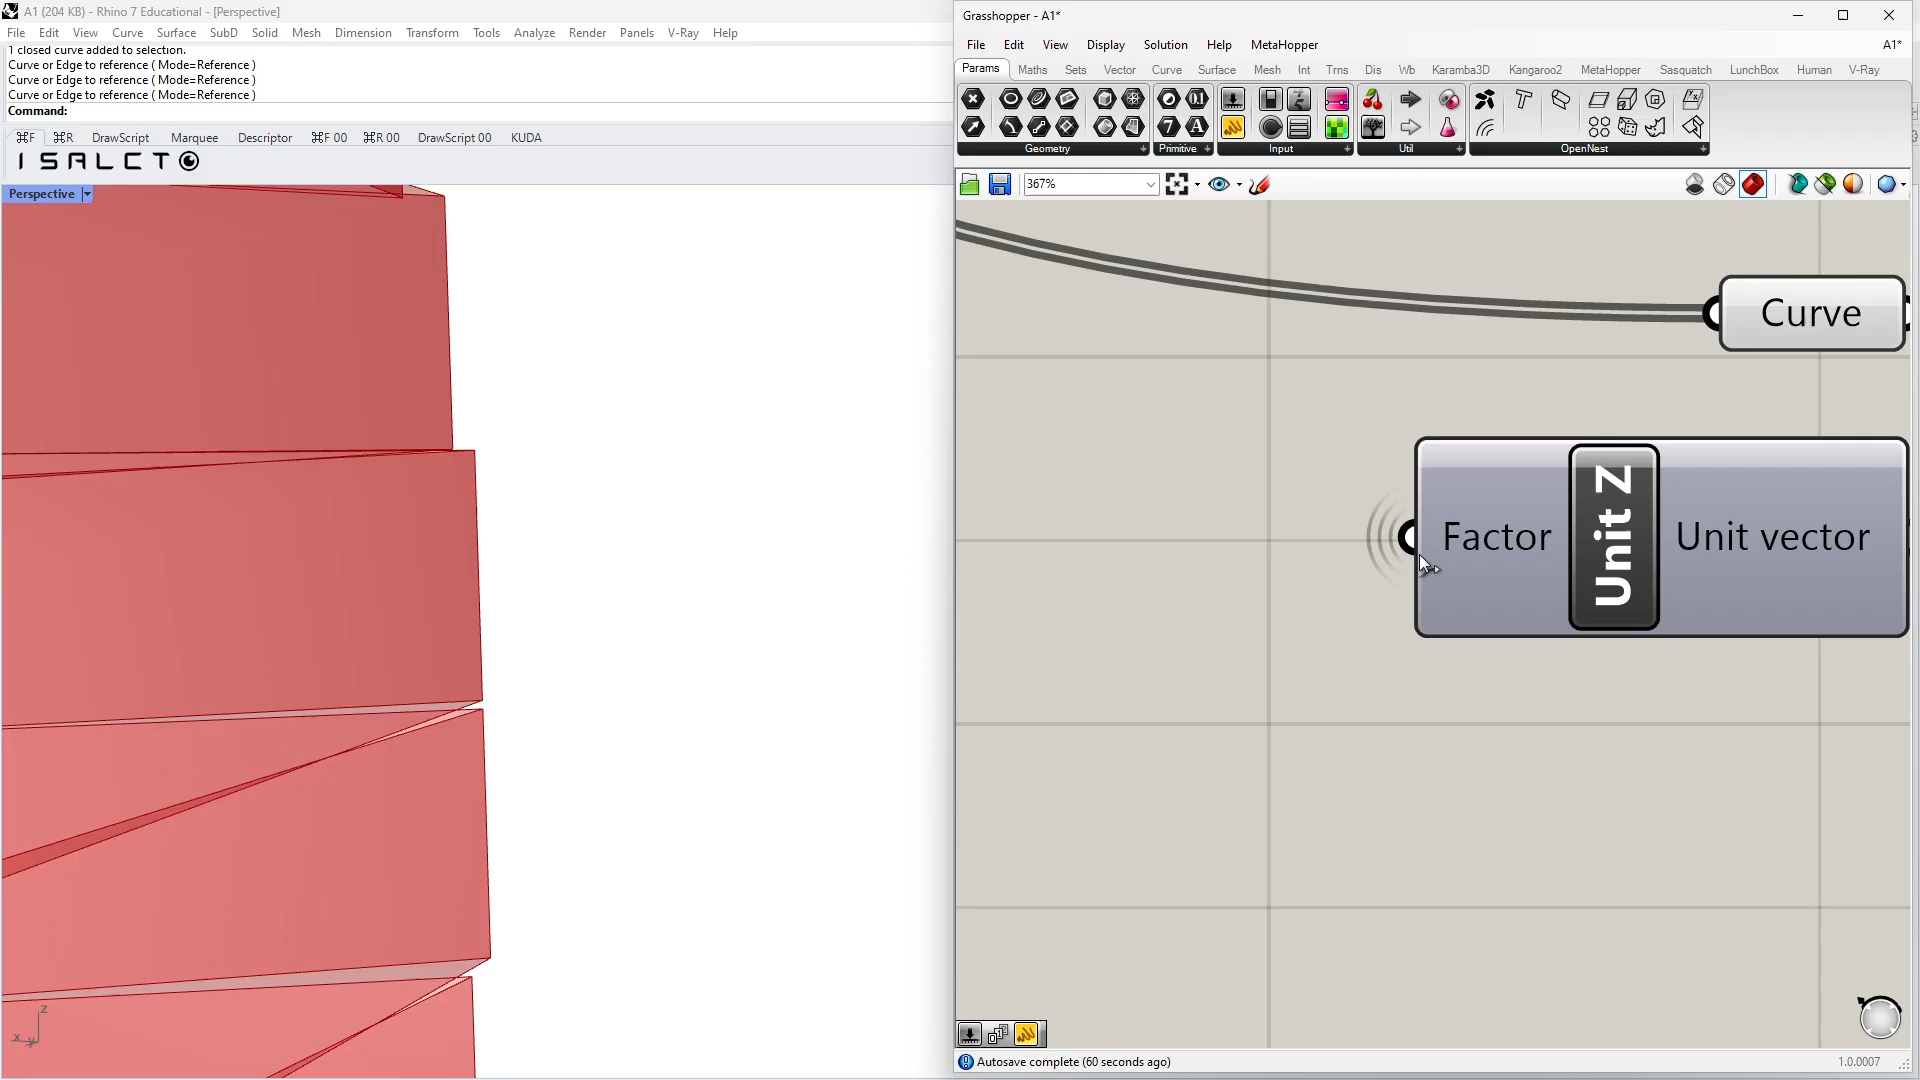 A1 (204 KB) - Rhino 7 Educational - [Perspective]
File Edit View Curve Surface SubD Solid Mesh Dimension Transform Tools Analyze Render Panels V-Ray Help
1 closed curve added to selection.
Curve or Edge to reference ( Mode=Reference )
Curve or Edge to reference ( Mode=Reference )
Curve or Edge to reference ( Mode=Reference )
Command:
⌘F ⌘R DrawScript Marquee Descriptor ⌘F 00 ⌘R 00 DrawScript 00 KUDA
I S A L C T
Perspective
z
x y
Grasshopper - A1*
File Edit View Display Solution Help MetaHopper A1*
Params Maths Sets Vector Curve Surface Mesh Int Trns Dis Wb Karamba3D Kangaroo2 MetaHopper Sasquatch LunchBox Human V-Ray
Geometry Primitive Input Util OpenNest
367%
Curve
Factor Unit Z Unit vector
Autosave complete (60 seconds ago) 1.0.0007